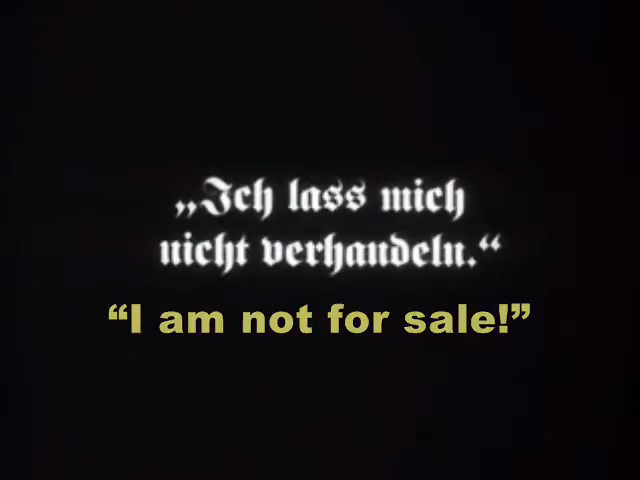 „Ich lass mich
nicht verhandeln.“
“I am not for sale!”